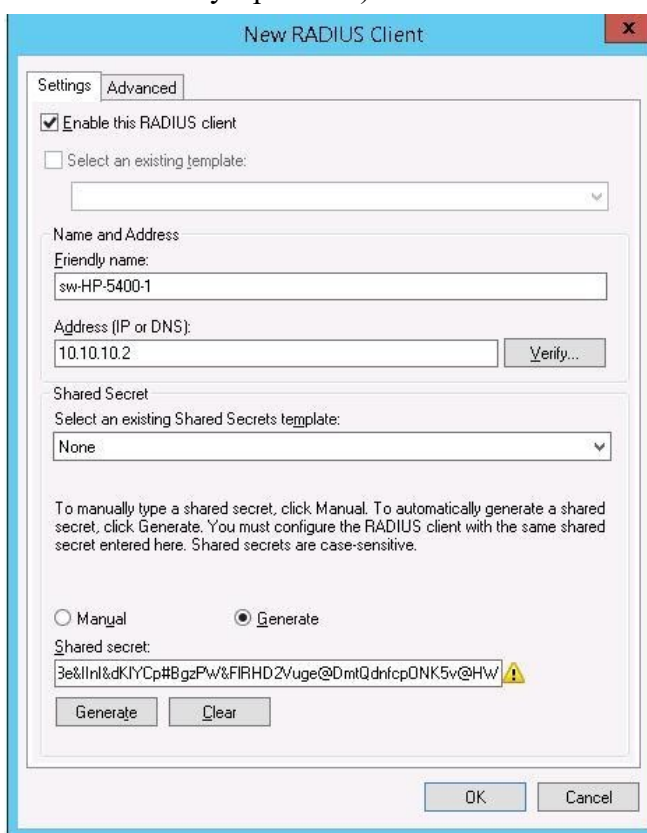 New RADIUS Client
x
Settings
Advanced
Enable this RADIUS client
Select an existing template:
Name and Address
Friendly name:
sw-HP-5400-1
Address (IP or DNS):
10.10.10.2
Verify...
Shared Secret
Select an existing Shared Secrets template:
None
To manually type a shared secret, click Manual. To automatically generate a shared
secret, click Generate. You must configure the RADIUS client with the same shared
secret entered here. Shared secrets are case-sensitive.
Manual
Generate
Shared secret:
Generate
Clear
OK
Cancel